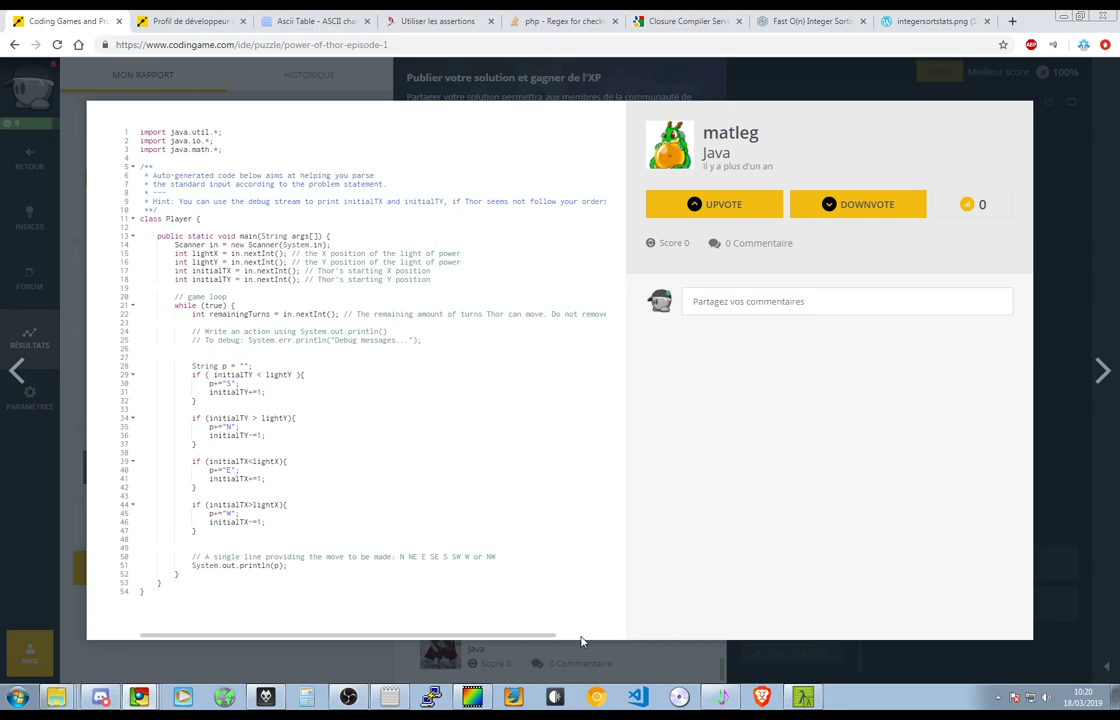 Coding Games and Pro
Profil de développeur
Ascii Table - ASCII cha
Utiliser les assertions
php - Regex for checki
Closure Compiler Servi
Fast O(n) Integer Sortin
integersortstats.png (2
https://www.codingame.com/ide/puzzle/power-of-thor-episode-1
MON RAPPORT
HISTORIQUE
Publier votre solution et gagner de l'XP
Partager votre solution permettra aux membres de la communauté de
JOBS
Meilleur score
100%
9
RETOUR
INDICES
FORUM
RÉSULTATS
PARAMÈTRES
AMIS
1 import java.util.*;
2 import java.io.*;
3 import java.math.*;
4
5 /**
6 * Auto-generated code below aims at helping you parse
7 * the standard input according to the problem statement.
8 * ---
9 * Hint: You can use the debug stream to print initialTX and initialTY, if Thor seems not follow your orders
10 **/
11 class Player {
12
13 public static void main(String args[]) {
14 Scanner in = new Scanner(System.in);
15 int lightX = in.nextInt(); // the X position of the light of power
16 int lightY = in.nextInt(); // the Y position of the light of power
17 int initialTX = in.nextInt(); // Thor's starting X position
18 int initialTY = in.nextInt(); // Thor's starting Y position
19
20 // game loop
21 while (true) {
22 int remainingTurns = in.nextInt(); // The remaining amount of turns Thor can move. Do not remove
23
24 // Write an action using System.out.println()
25 // To debug: System.err.println("Debug messages...");
26
27
28 String p = "";
29 if ( initialTY < lightY ){
30 p+="S";
31 initialTY+=1;
32 }
33
34 if (initialTY > lightY){
35 p+="N";
36 initialTY-=1;
37 }
38
39 if (initialTX<lightX){
40 p+="E";
41 initialTX+=1;
42 }
43
44 if (initialTX>lightX){
45 p+="W";
46 initialTX-=1;
47 }
48
49
50 // A single line providing the move to be made: N NE E SE S SW W or NW
51 System.out.println(p);
52 }
53 }
54 }
matleg
Java
Il y a plus d'un an
UPVOTE
DOWNVOTE
0
Score 0
0 Commentaire
Partagez vos commentaires
Java
Score 0
0 Commentaire
10:20
18/03/2019